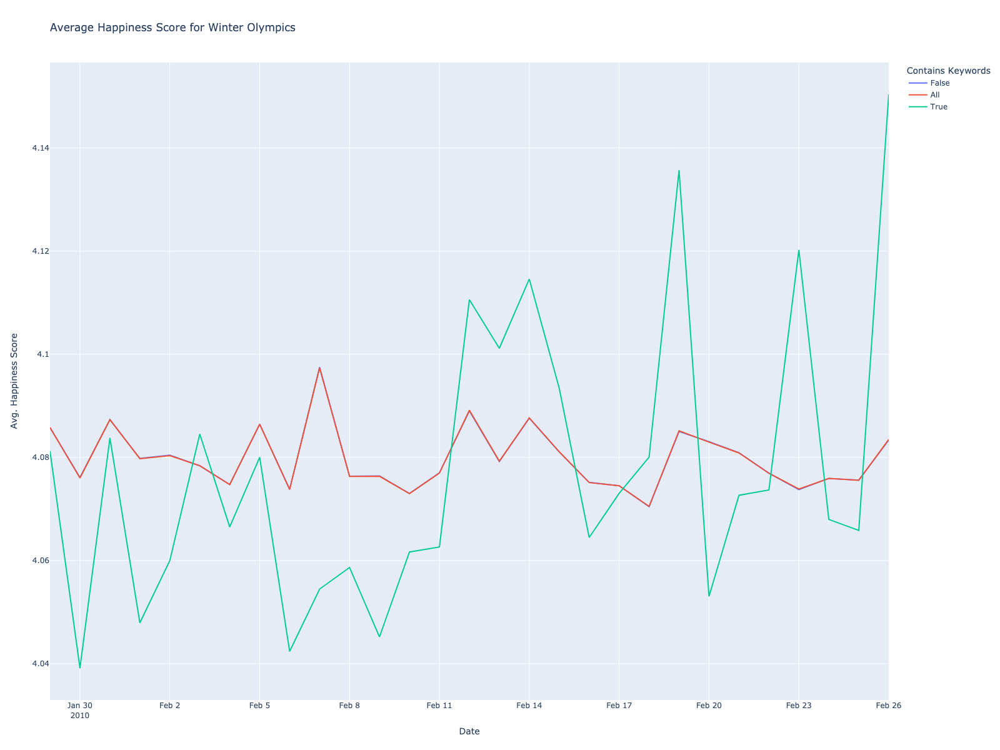 Average Happiness Score for Winter Olympics
Contains Keywords
False
All
True
Avg. Happiness Score
4.14
4.12
4.1
4.08
4.06
4.04
Jan 30
2010
Feb 2
Feb 5
Feb 8
Feb 11
Feb 14
Feb 17
Feb 20
Feb 23
Feb 26
Date